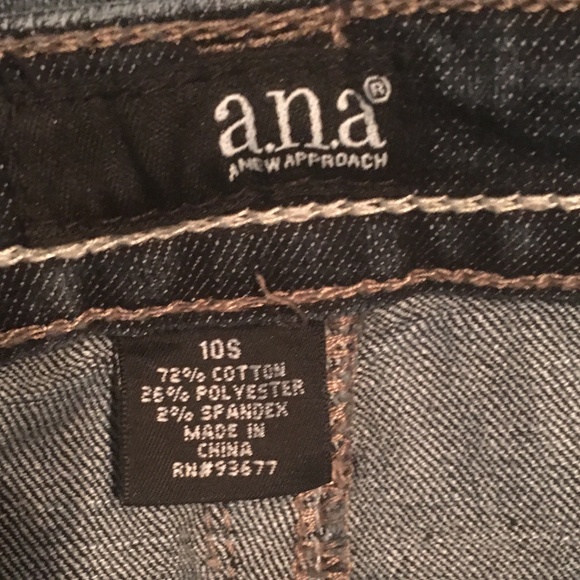 a.n.a®
A NEW APPROACH
10S
72% COTTON
26% POLYESTER
2% SPANDEX
MADE IN
CHINA
RN#93677